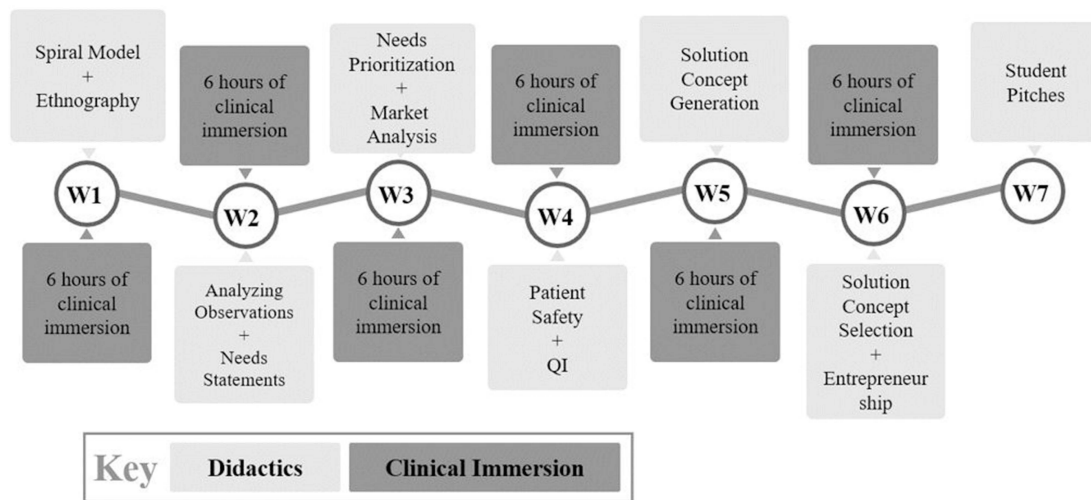 Spiral Model
+
Ethnography
6 hours of
clinical
immersion
Needs
Prioritization
+
Market
Analysis
6 hours of
clinical
immersion
Solution
Concept
Generation
6 hours of
clinical
immersion
Student
Pitches
W1
W2
W3
W4
W5
W6
W7
6 hours of
clinical
immersion
Analyzing
Observations
+
Needs
Statements
6 hours of
clinical
immersion
Patient
Safety
+
QI
6 hours of
clinical
immersion
Solution
Concept
Selection
+
Entrepreneur
ship
Key
Didactics
Clinical Immersion